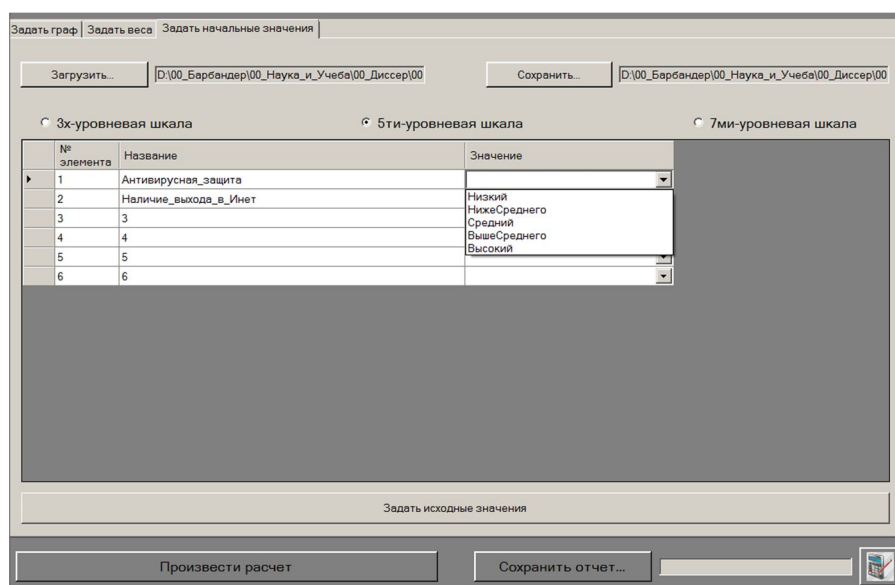 Задать граф Задать веса Задать начальные значения
Загрузить... D:\00_Барбандер\00_Наука_и_Учеба\00_Диссер\00 Сохранить... D:\00_Барбандер\00_Наука_и_Учеба\00_Диссер\00
3х-уровневая шкала 5ти-уровневая шкала 7ми-уровневая шкала
№
элемента Название Значение
1 Антивирусная_защита
2 Наличие_выхода_в_Инет
3 3
4 4
5 5
6 6
Низкий
НижеСреднего
Средний
ВышеСреднего
Высокий
Задать исходные значения
Произвести расчет Сохранить отчет...